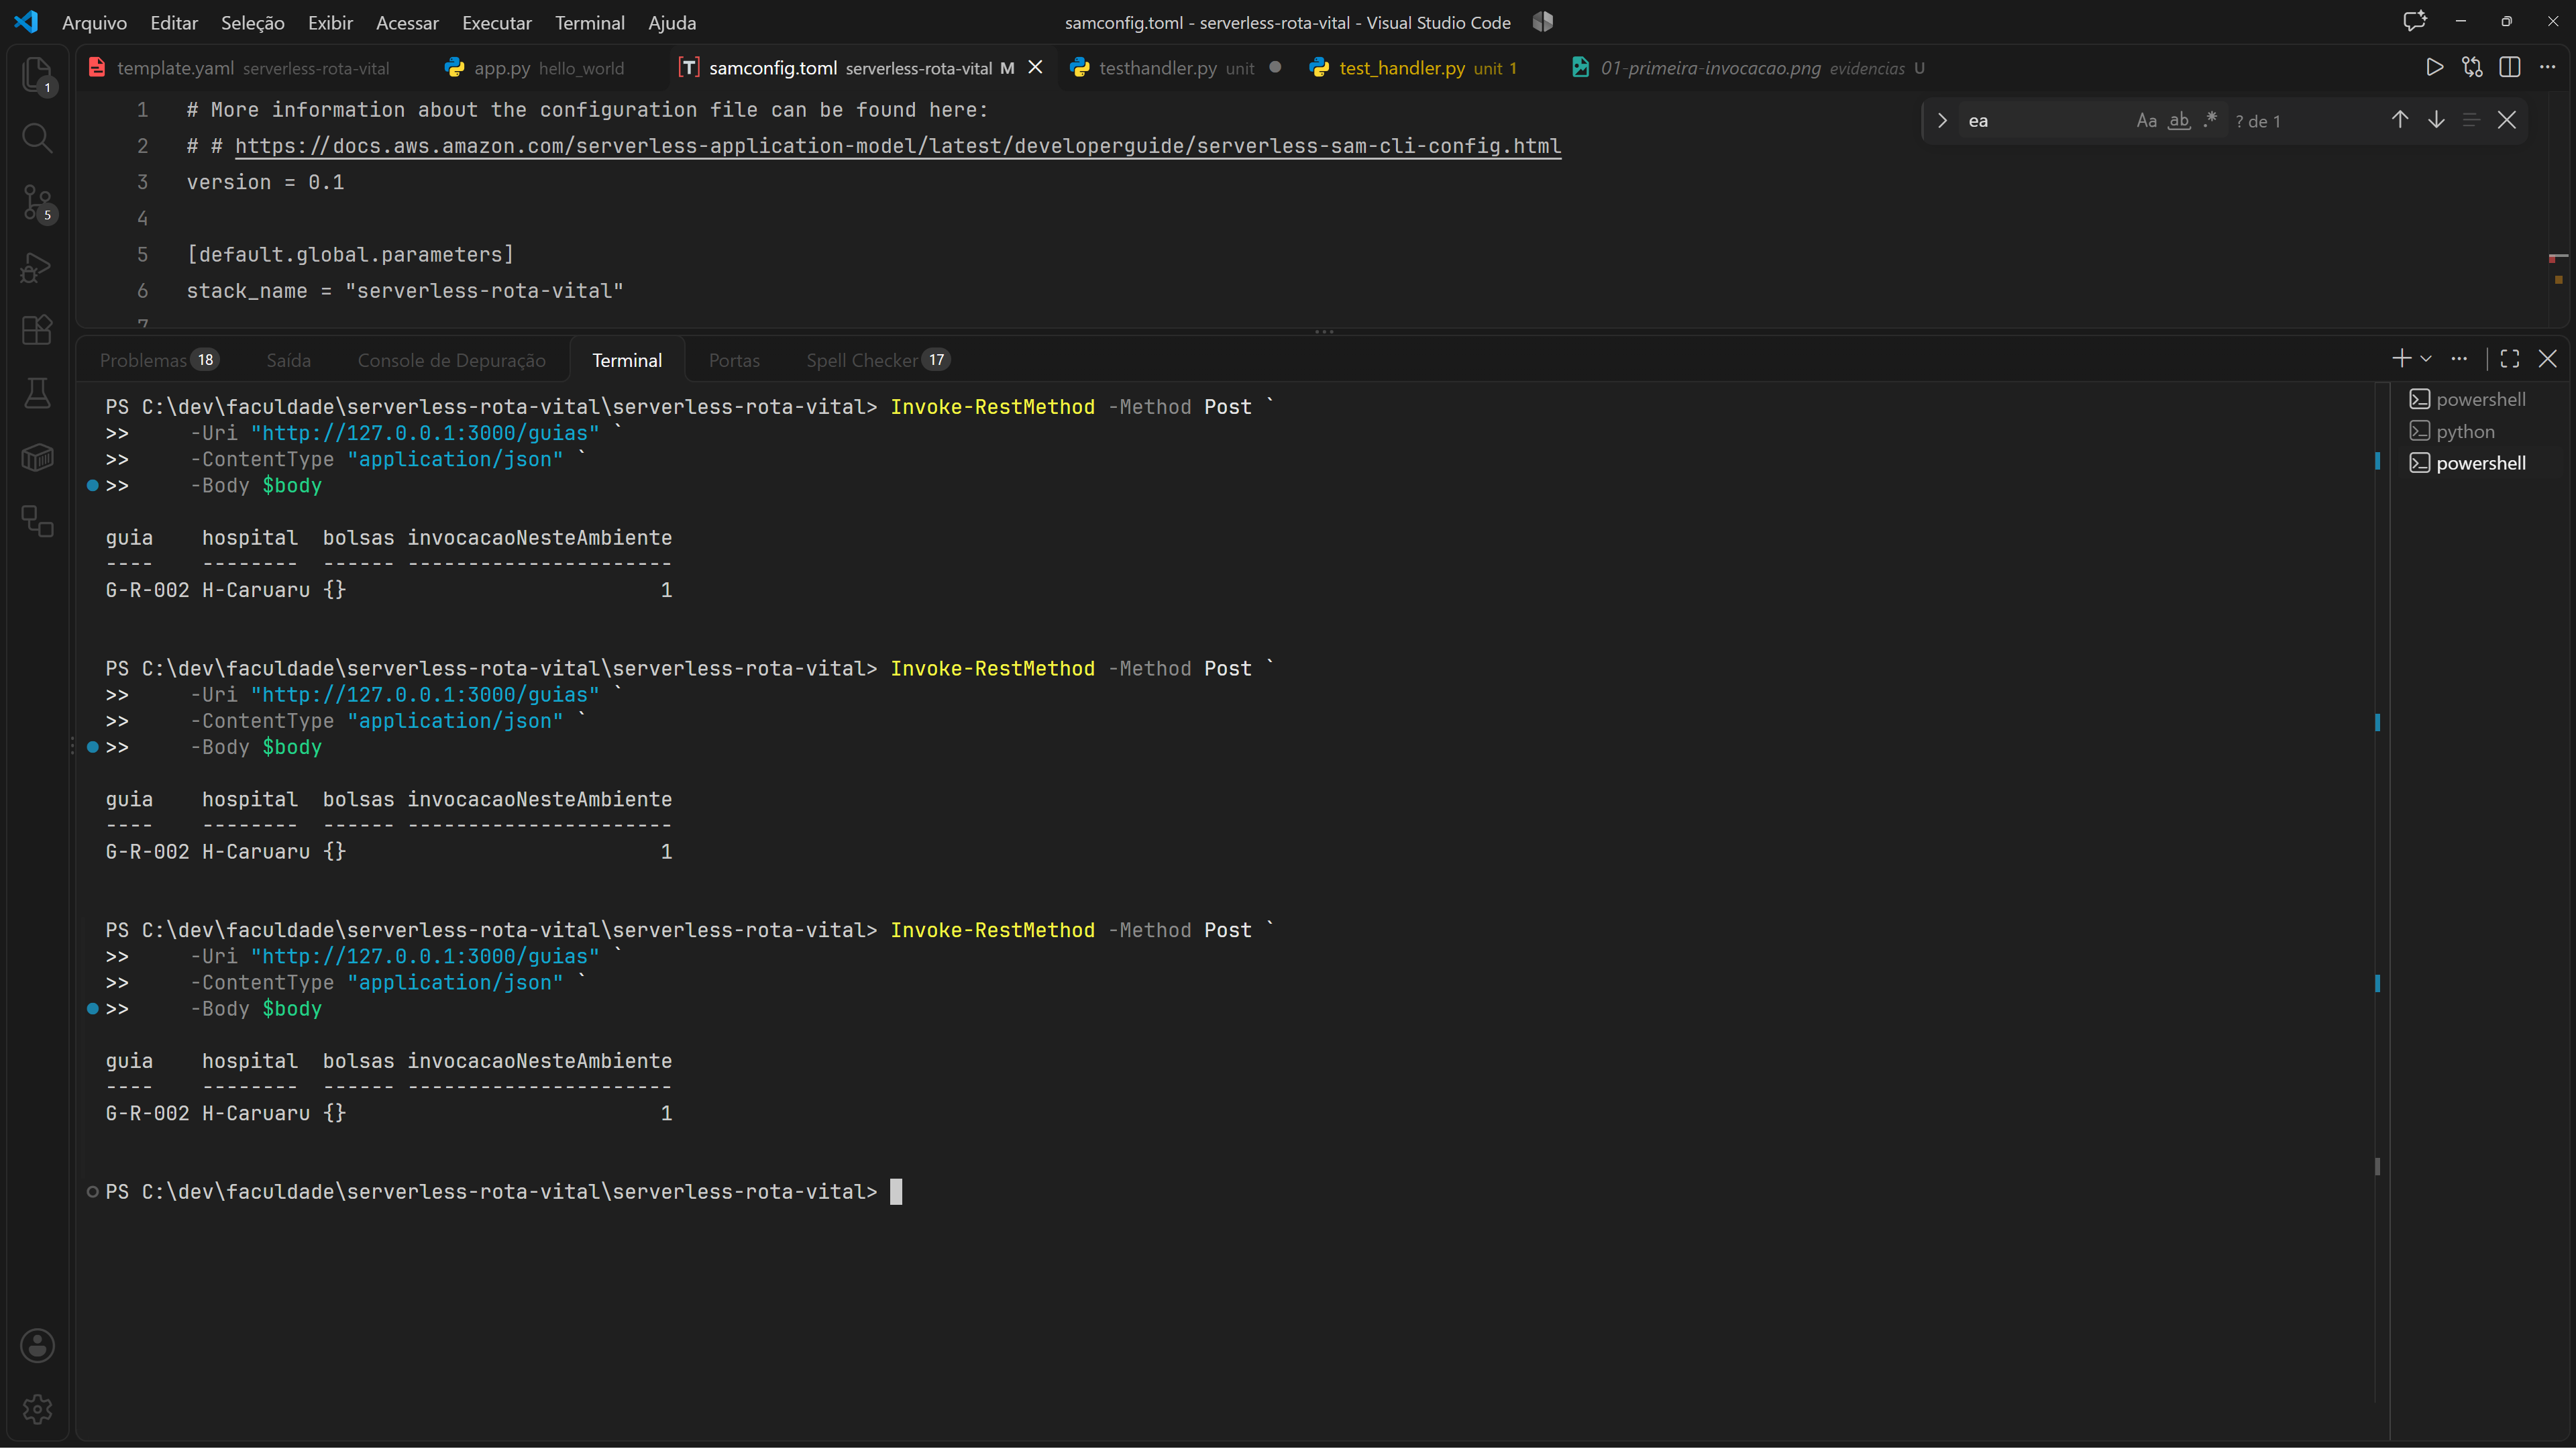 Arquivo Editar Seleção Exibir Acessar Executar Terminal Ajuda
samconfig.toml - serverless-rota-vital - Visual Studio Code
template.yaml serverless-rota-vital
app.py hello_world
samconfig.toml serverless-rota-vital M
testhandler.py unit
test_handler.py unit 1
01-primeira-invocacao.png evidencias U
1
5
1 # More information about the configuration file can be found here:
2 # # https://docs.aws.amazon.com/serverless-application-model/latest/developerguide/serverless-sam-cli-config.html
3 version = 0.1
4
5 [default.global.parameters]
6 stack_name = "serverless-rota-vital"
7
ea Aa ab .* ? de 1
Problemas 18 Saída Console de Depuração Terminal Portas Spell Checker 17
PS C:\dev\faculdade\serverless-rota-vital\serverless-rota-vital> Invoke-RestMethod -Method Post `
>> -Uri "http://127.0.0.1:3000/guias" `
>> -ContentType "application/json" `
>> -Body $body
guia hospital bolsas invocacaoNesteAmbiente
---- -------- ------ ----------------------
G-R-002 H-Caruaru {} 1
PS C:\dev\faculdade\serverless-rota-vital\serverless-rota-vital> Invoke-RestMethod -Method Post `
>> -Uri "http://127.0.0.1:3000/guias" `
>> -ContentType "application/json" `
>> -Body $body
guia hospital bolsas invocacaoNesteAmbiente
---- -------- ------ ----------------------
G-R-002 H-Caruaru {} 1
PS C:\dev\faculdade\serverless-rota-vital\serverless-rota-vital> Invoke-RestMethod -Method Post `
>> -Uri "http://127.0.0.1:3000/guias" `
>> -ContentType "application/json" `
>> -Body $body
guia hospital bolsas invocacaoNesteAmbiente
---- -------- ------ ----------------------
G-R-002 H-Caruaru {} 1
PS C:\dev\faculdade\serverless-rota-vital\serverless-rota-vital>
powershell
python
powershell